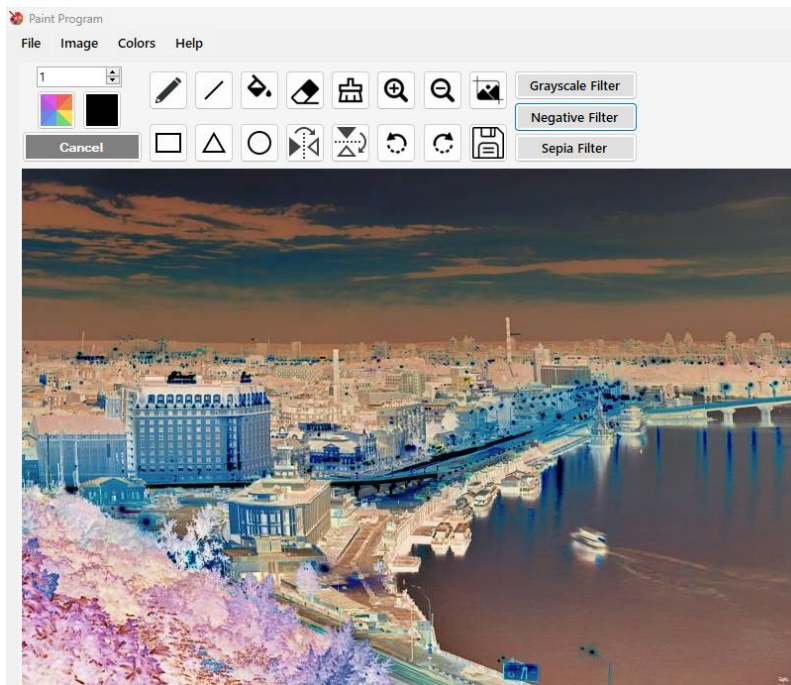 Paint Program
File Image Colors Help
1
Grayscale Filter
Negative Filter
Cancel
Sepia Filter